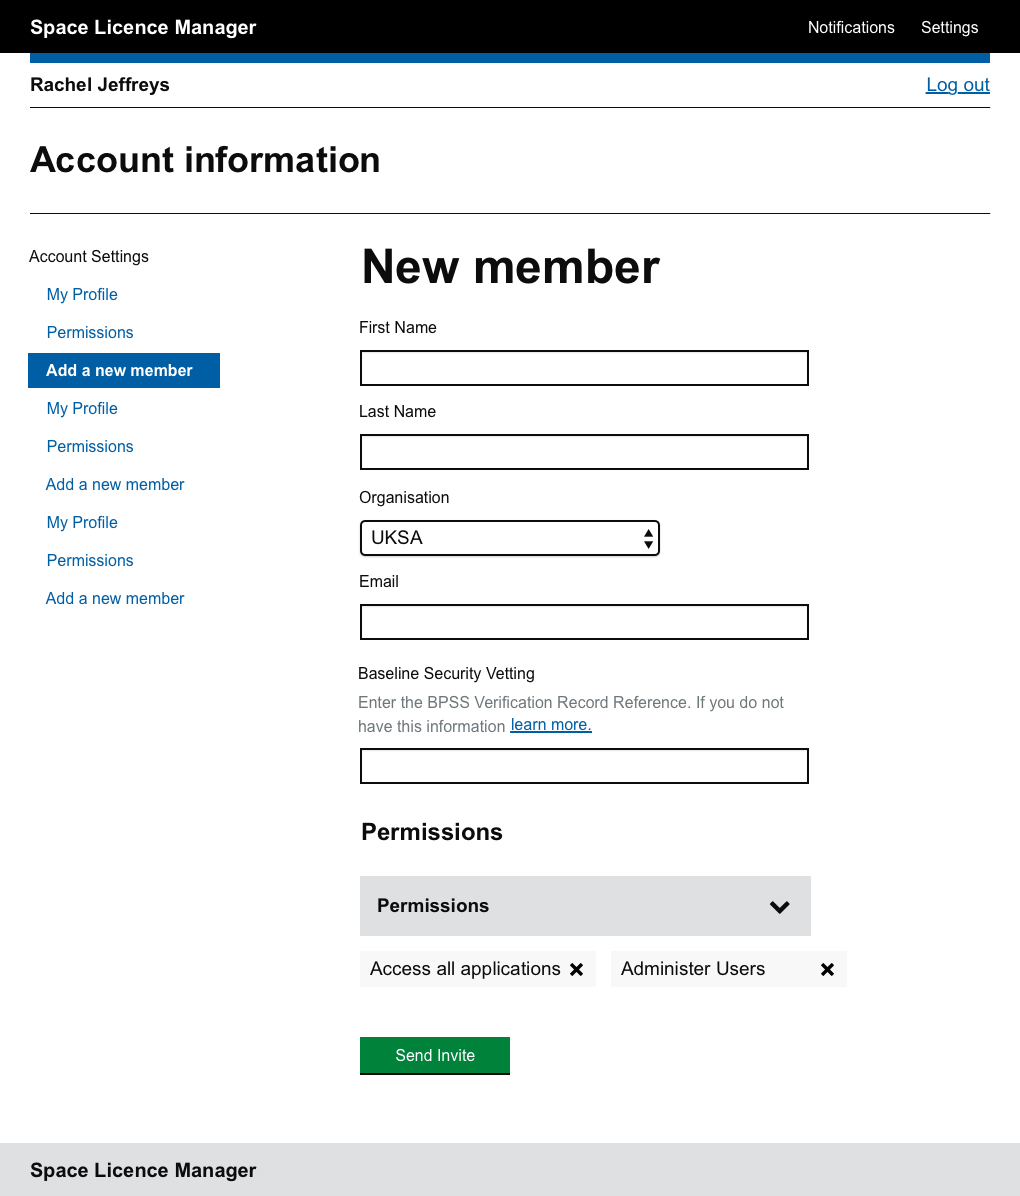 Space Licence Manager
Notifications
Settings
Rachel Jeffreys
Log out
Account information
Account Settings
My Profile
Permissions
Add a new member
My Profile
Permissions
Add a new member
My Profile
Permissions
Add a new member
New member
First Name
Last Name
Organisation
UKSA
Email
Baseline Security Vetting
Enter the BPSS Verification Record Reference. If you do not
have this information learn more.
Permissions
Permissions
Access all applications
Administer Users
Send Invite
Space Licence Manager